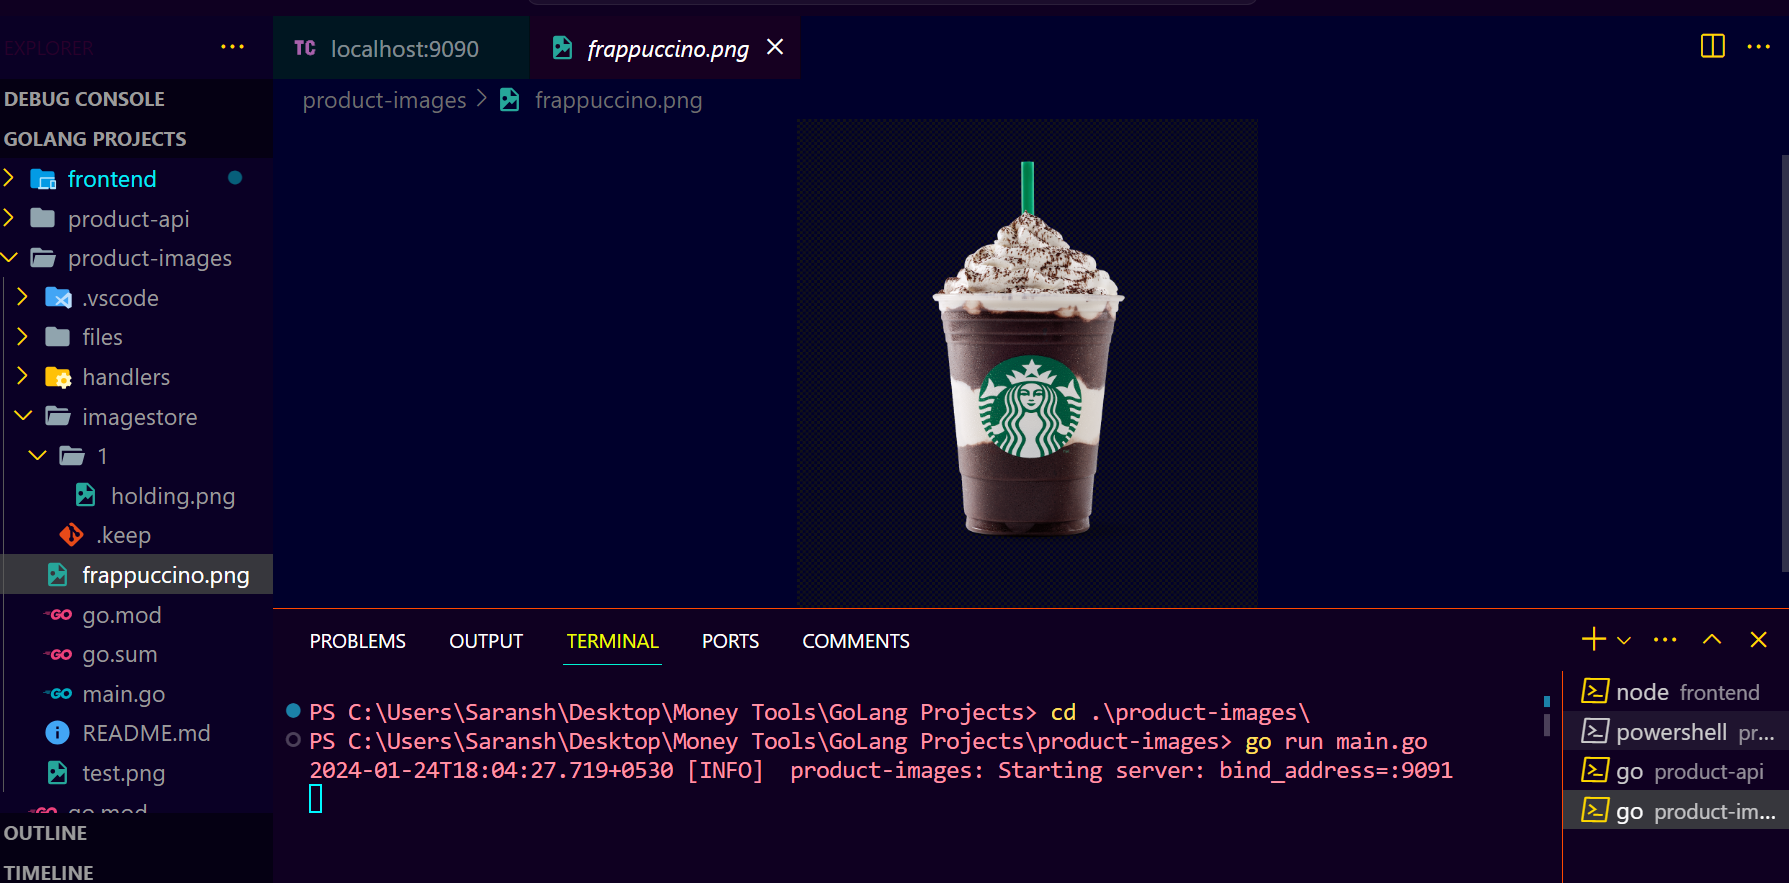 EXPLORER
TC localhost:9090
frappuccino.png
product-images > frappuccino.png
DEBUG CONSOLE
GOLANG PROJECTS
frontend
product-api
product-images
.vscode
files
handlers
imagestore
1
holding.png
.keep
frappuccino.png
GO go.mod
GO go.sum
GO main.go
README.md
test.png
GO go.mod
OUTLINE
TIMELINE
PROBLEMS OUTPUT TERMINAL PORTS COMMENTS
PS C:\Users\Saransh\Desktop\Money Tools\GoLang Projects> cd .\product-images\
PS C:\Users\Saransh\Desktop\Money Tools\GoLang Projects\product-images> go run main.go
2024-01-24T18:04:27.719+0530 [INFO]  product-images: Starting server: bind_address=:9091
node frontend
powershell pr...
go product-api
go product-im...